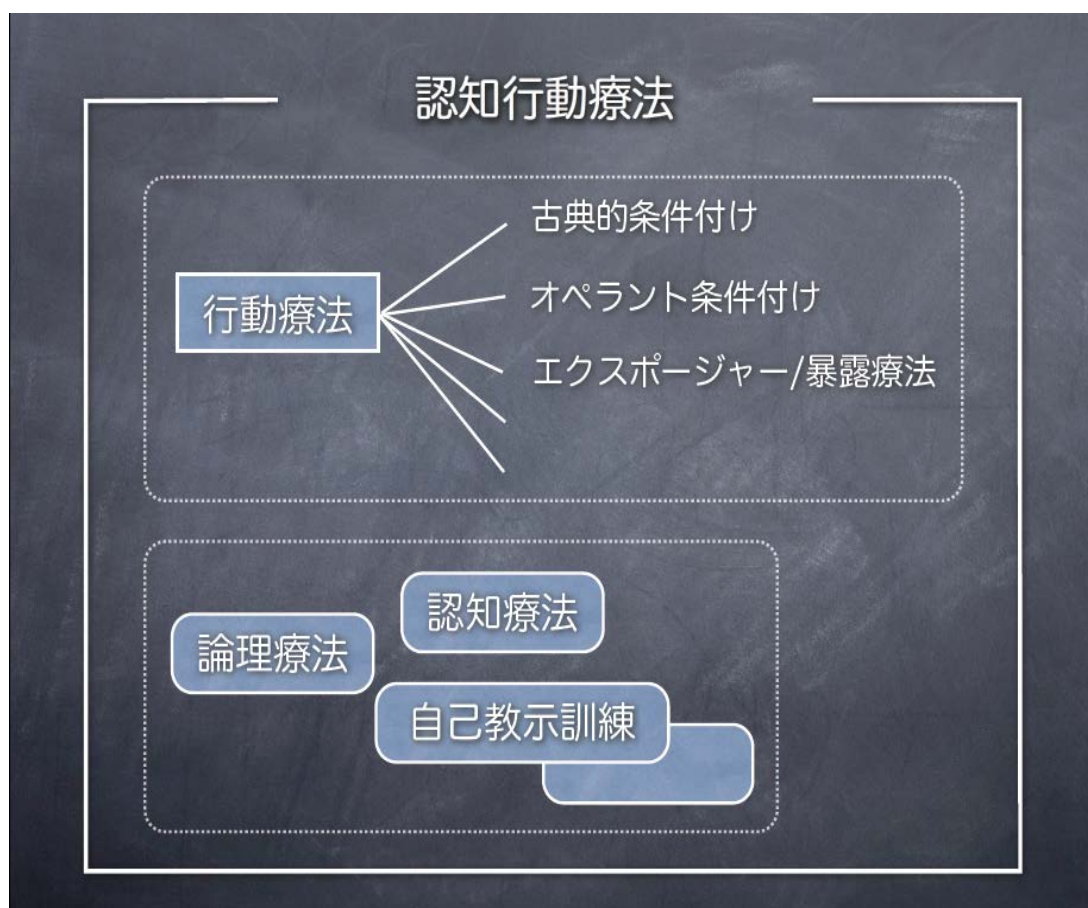 認知行動療法
古典的条件付け
行動療法
オペラント条件付け
エクスポージャー/暴露療法
認知療法
論理療法
自己教示訓練